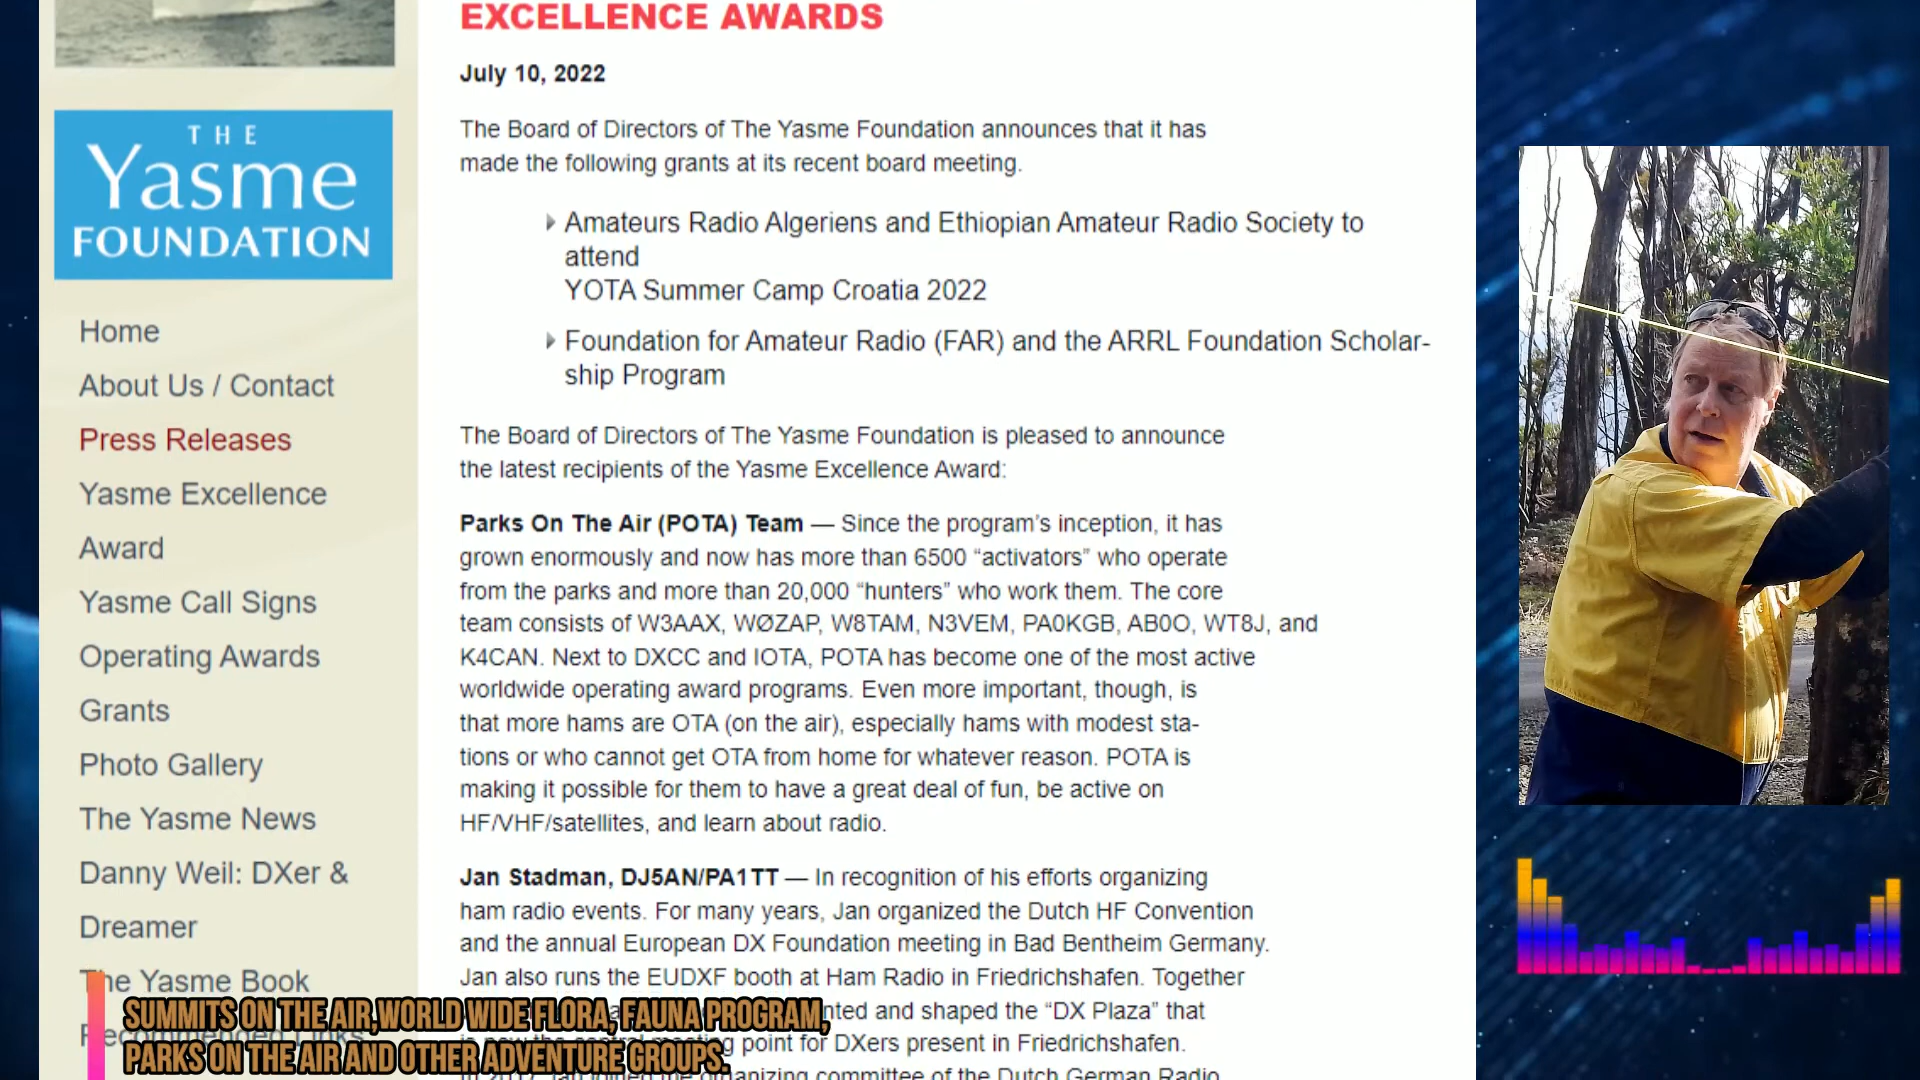 EXCELLENCE AWARDS
July 10, 2022
The Board of Directors of The Yasme Foundation announces that it has
made the following grants at its recent board meeting.
Amateurs Radio Algeriens and Ethiopian Amateur Radio Society to
attend
YOTA Summer Camp Croatia 2022
Foundation for Amateur Radio (FAR) and the ARRL Foundation Scholar-
ship Program
The Board of Directors of The Yasme Foundation is pleased to announce
the latest recipients of the Yasme Excellence Award:
Parks On The Air (POTA) Team — Since the program's inception, it has
grown enormously and now has more than 6500 “activators” who operate
from the parks and more than 20,000 “hunters” who work them. The core
team consists of W3AAX, WØZAP, W8TAM, N3VEM, PA0KGB, AB0O, WT8J, and
K4CAN. Next to DXCC and IOTA, POTA has become one of the most active
worldwide operating award programs. Even more important, though, is
that more hams are OTA (on the air), especially hams with modest sta-
tions or who cannot get OTA from home for whatever reason. POTA is
making it possible for them to have a great deal of fun, be active on
HF/VHF/satellites, and learn about radio.
Jan Stadman, DJ5AN/PA1TT — In recognition of his efforts organizing
ham radio events. For many years, Jan organized the Dutch HF Convention
and the annual European DX Foundation meeting in Bad Bentheim Germany.
Jan also runs the EUDXF booth at Ham Radio in Friedrichshafen. Together
and shaped the “DX Plaza” that
point for DXers present in Friedrichshafen.
committee of the Dutch German Radio
THE
Yasme
FOUNDATION
Home
About Us / Contact
Press Releases
Yasme Excellence
Award
Yasme Call Signs
Operating Awards
Grants
Photo Gallery
The Yasme News
Danny Weil: DXer &
Dreamer
The Yasme Book
Recommended Links
SUMMITS ON THE AIR,WORLD WIDE FLORA, FAUNA PROGRAM,
PARKS ON THE AIR AND OTHER ADVENTURE GROUPS.